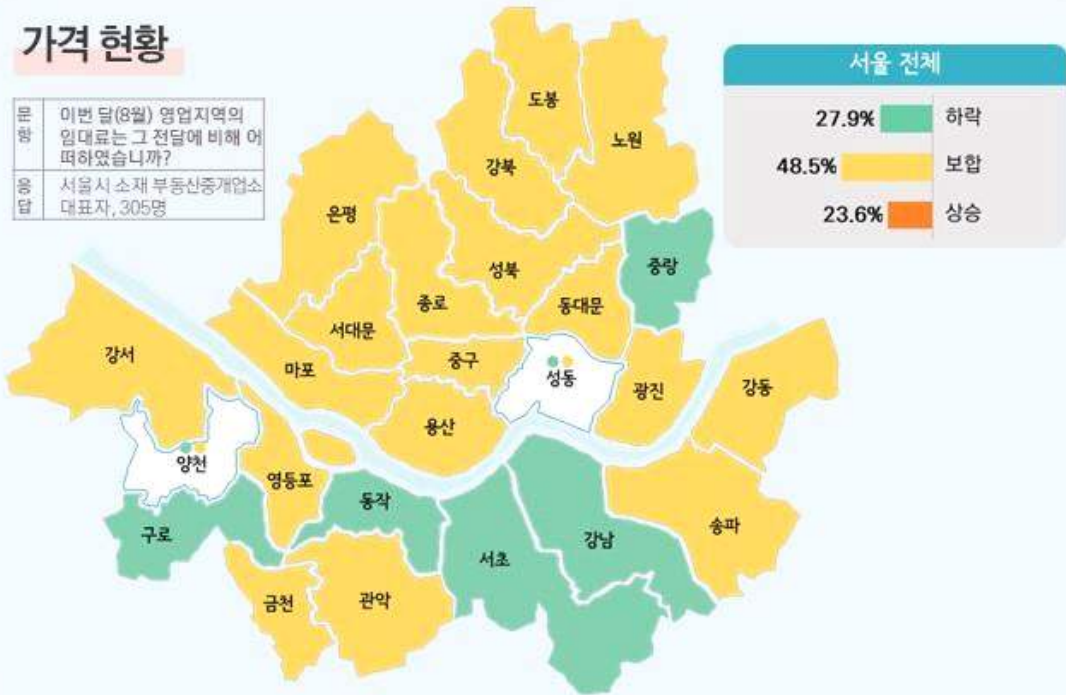 가격 현황
문항
이번 달(8월) 영업지역의
임대료는 그 전달에 비해 어
떠하였습니까?
응답
서울시 소재 부동산중개업소
대표자, 305명
서울 전체
27.9% 하락
48.5% 보합
23.6% 상승
도봉
노원
강북
은평
성북
중랑
종로
동대문
서대문
강서
마포
중구
성동
광진
강동
용산
양천
영등포
동작
구로
서초
강남
송파
금천
관악